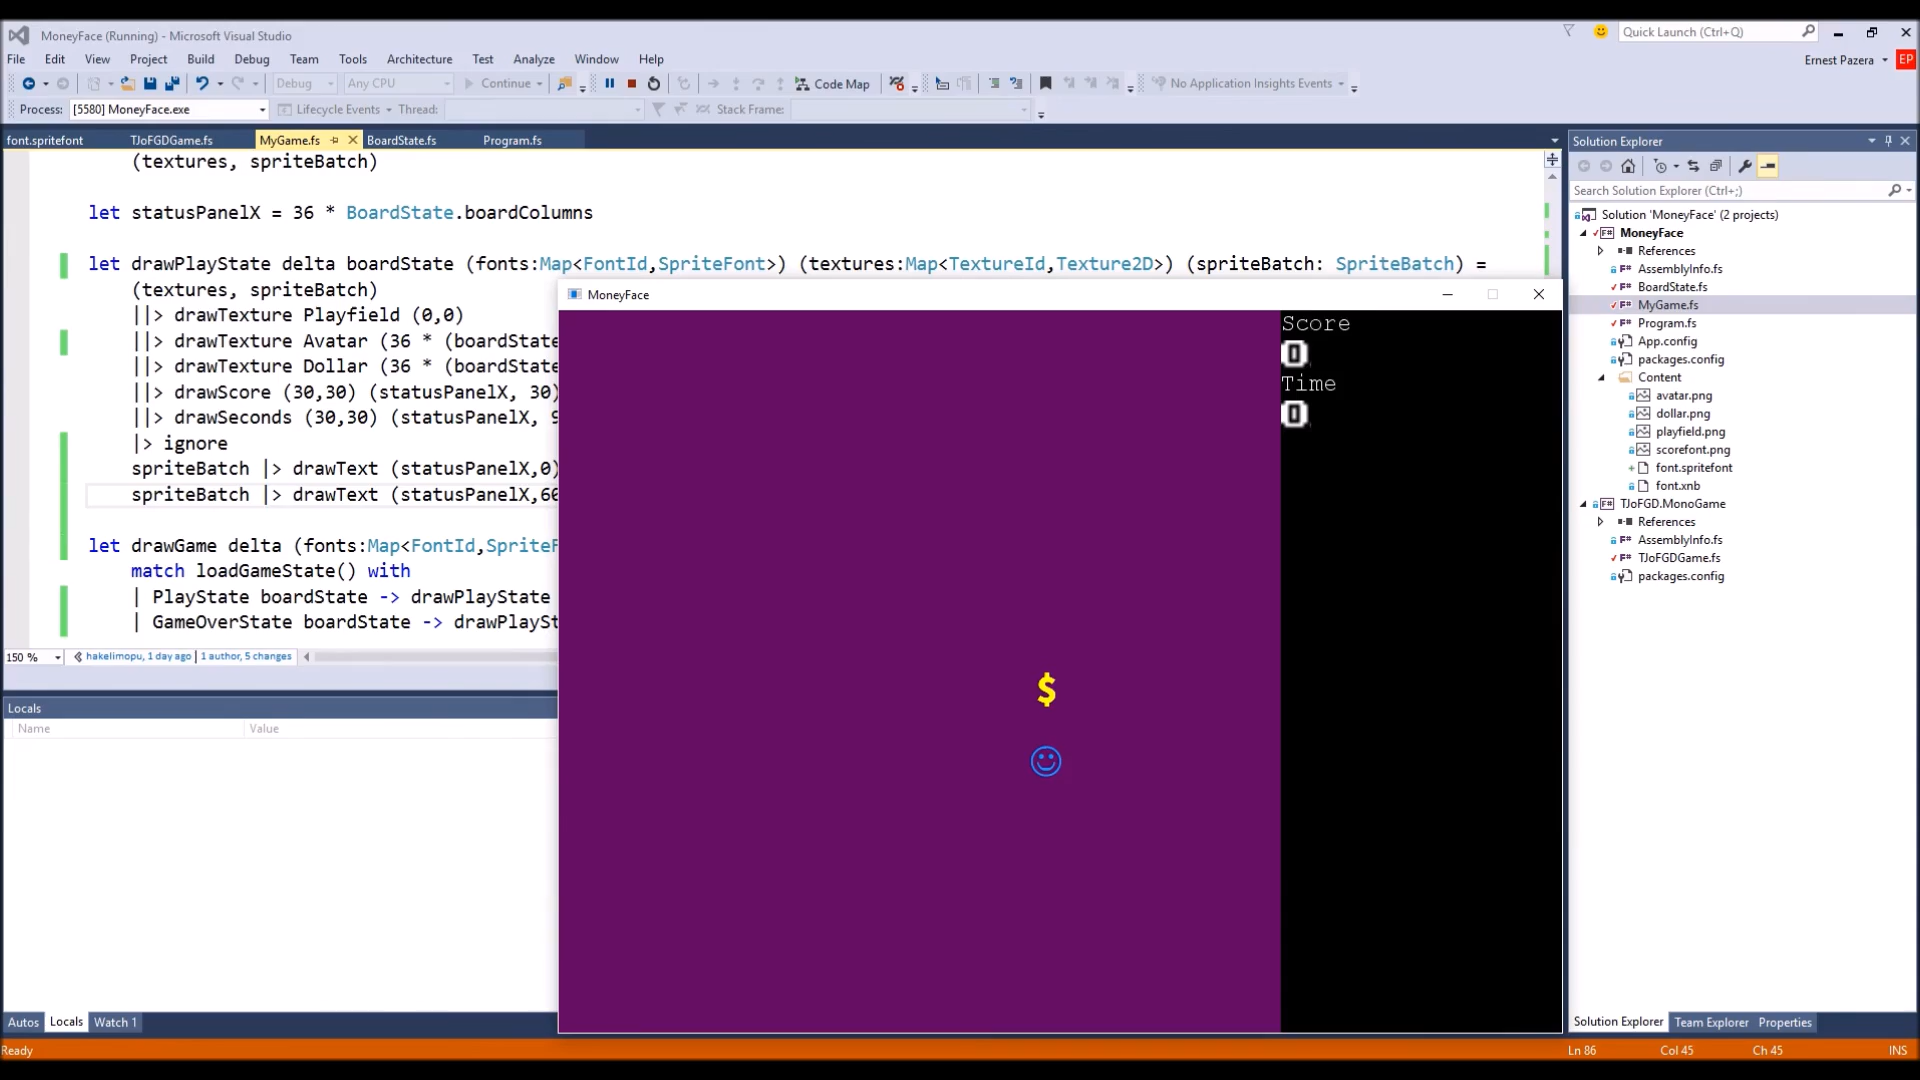 MoneyFace (Running) - Microsoft Visual Studio
Quick Launch (Ctrl+Q)
File Edit View Project Build Debug Team Tools Architecture Test Analyze Window Help
Ernest Pazera EP
Debug Any CPU Continue Code Map No Application Insights Events
Process: [5580] MoneyFace.exe Lifecycle Events Thread: Stack Frame:
font.spritefont TJoFGDGame.fs MyGame.fs BoardState.fs Program.fs
(textures, spriteBatch)
let statusPanelX = 36 * BoardState.boardColumns
let drawPlayState delta boardState (fonts:Map<FontId,SpriteFont>) (textures:Map<TextureId,Texture2D>) (spriteBatch: SpriteBatch) =
(textures, spriteBatch)
||> drawTexture Playfield (0,0)
||> drawTexture Avatar (36 * (boardState
||> drawTexture Dollar (36 * (boardState
||> drawScore (30,30) (statusPanelX, 30)
||> drawSeconds (30,30) (statusPanelX, 9
|> ignore
spriteBatch |> drawText (statusPanelX,0)
spriteBatch |> drawText (statusPanelX,60
let drawGame delta (fonts:Map<FontId,SpriteF
match loadGameState() with
| PlayState boardState -> drawPlayState
| GameOverState boardState -> drawPlaySt
150 % hakelimopu, 1 day ago | 1 author, 5 changes
Locals
Name Value
Autos Locals Watch 1
MoneyFace
Score
0
Time
0
$
Solution Explorer
Search Solution Explorer (Ctrl+;)
Solution 'MoneyFace' (2 projects)
MoneyFace
References
AssemblyInfo.fs
BoardState.fs
MyGame.fs
Program.fs
App.config
packages.config
Content
avatar.png
dollar.png
playfield.png
scorefont.png
font.spritefont
font.xnb
TJoFGD.MonoGame
References
AssemblyInfo.fs
TJoFGDGame.fs
packages.config
Solution Explorer Team Explorer Properties
Ready Ln 86 Col 45 Ch 45 INS